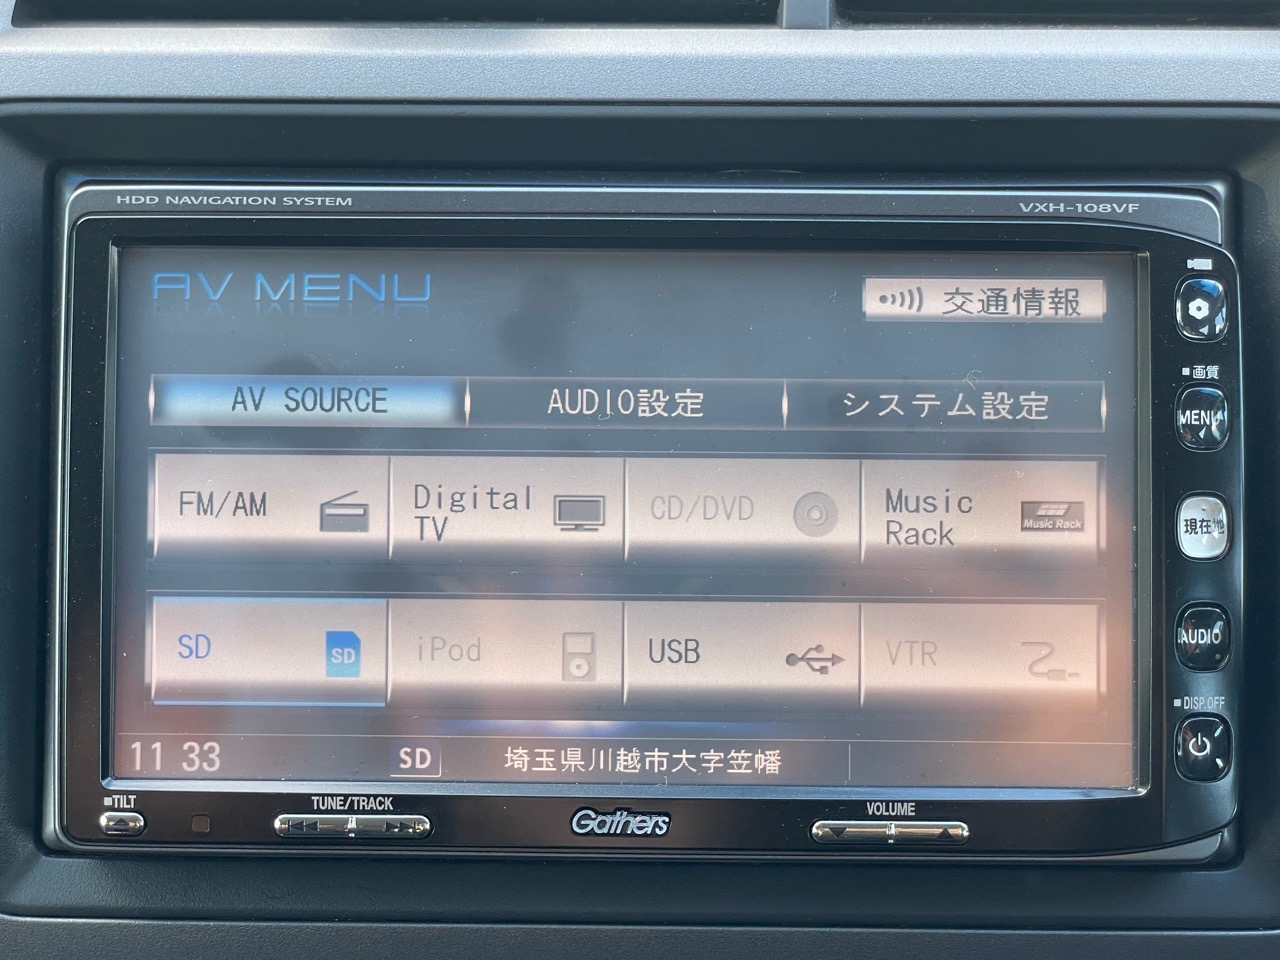 HDD NAVIGATION SYSTEM
VXH-108VF
AV MENU
交通情報
AV SOURCE
AUDIO設定
システム設定
FM/AM
Digital TV
CD/DVD
Music Rack
Music Rack
SD
SD
iPod
USB
VTR
11 33
SD
埼玉県川越市大字笠幡
画質
MENU
現在地
AUDIO
DISP.OFF
TILT
TUNE/TRACK
Gathers
VOLUME